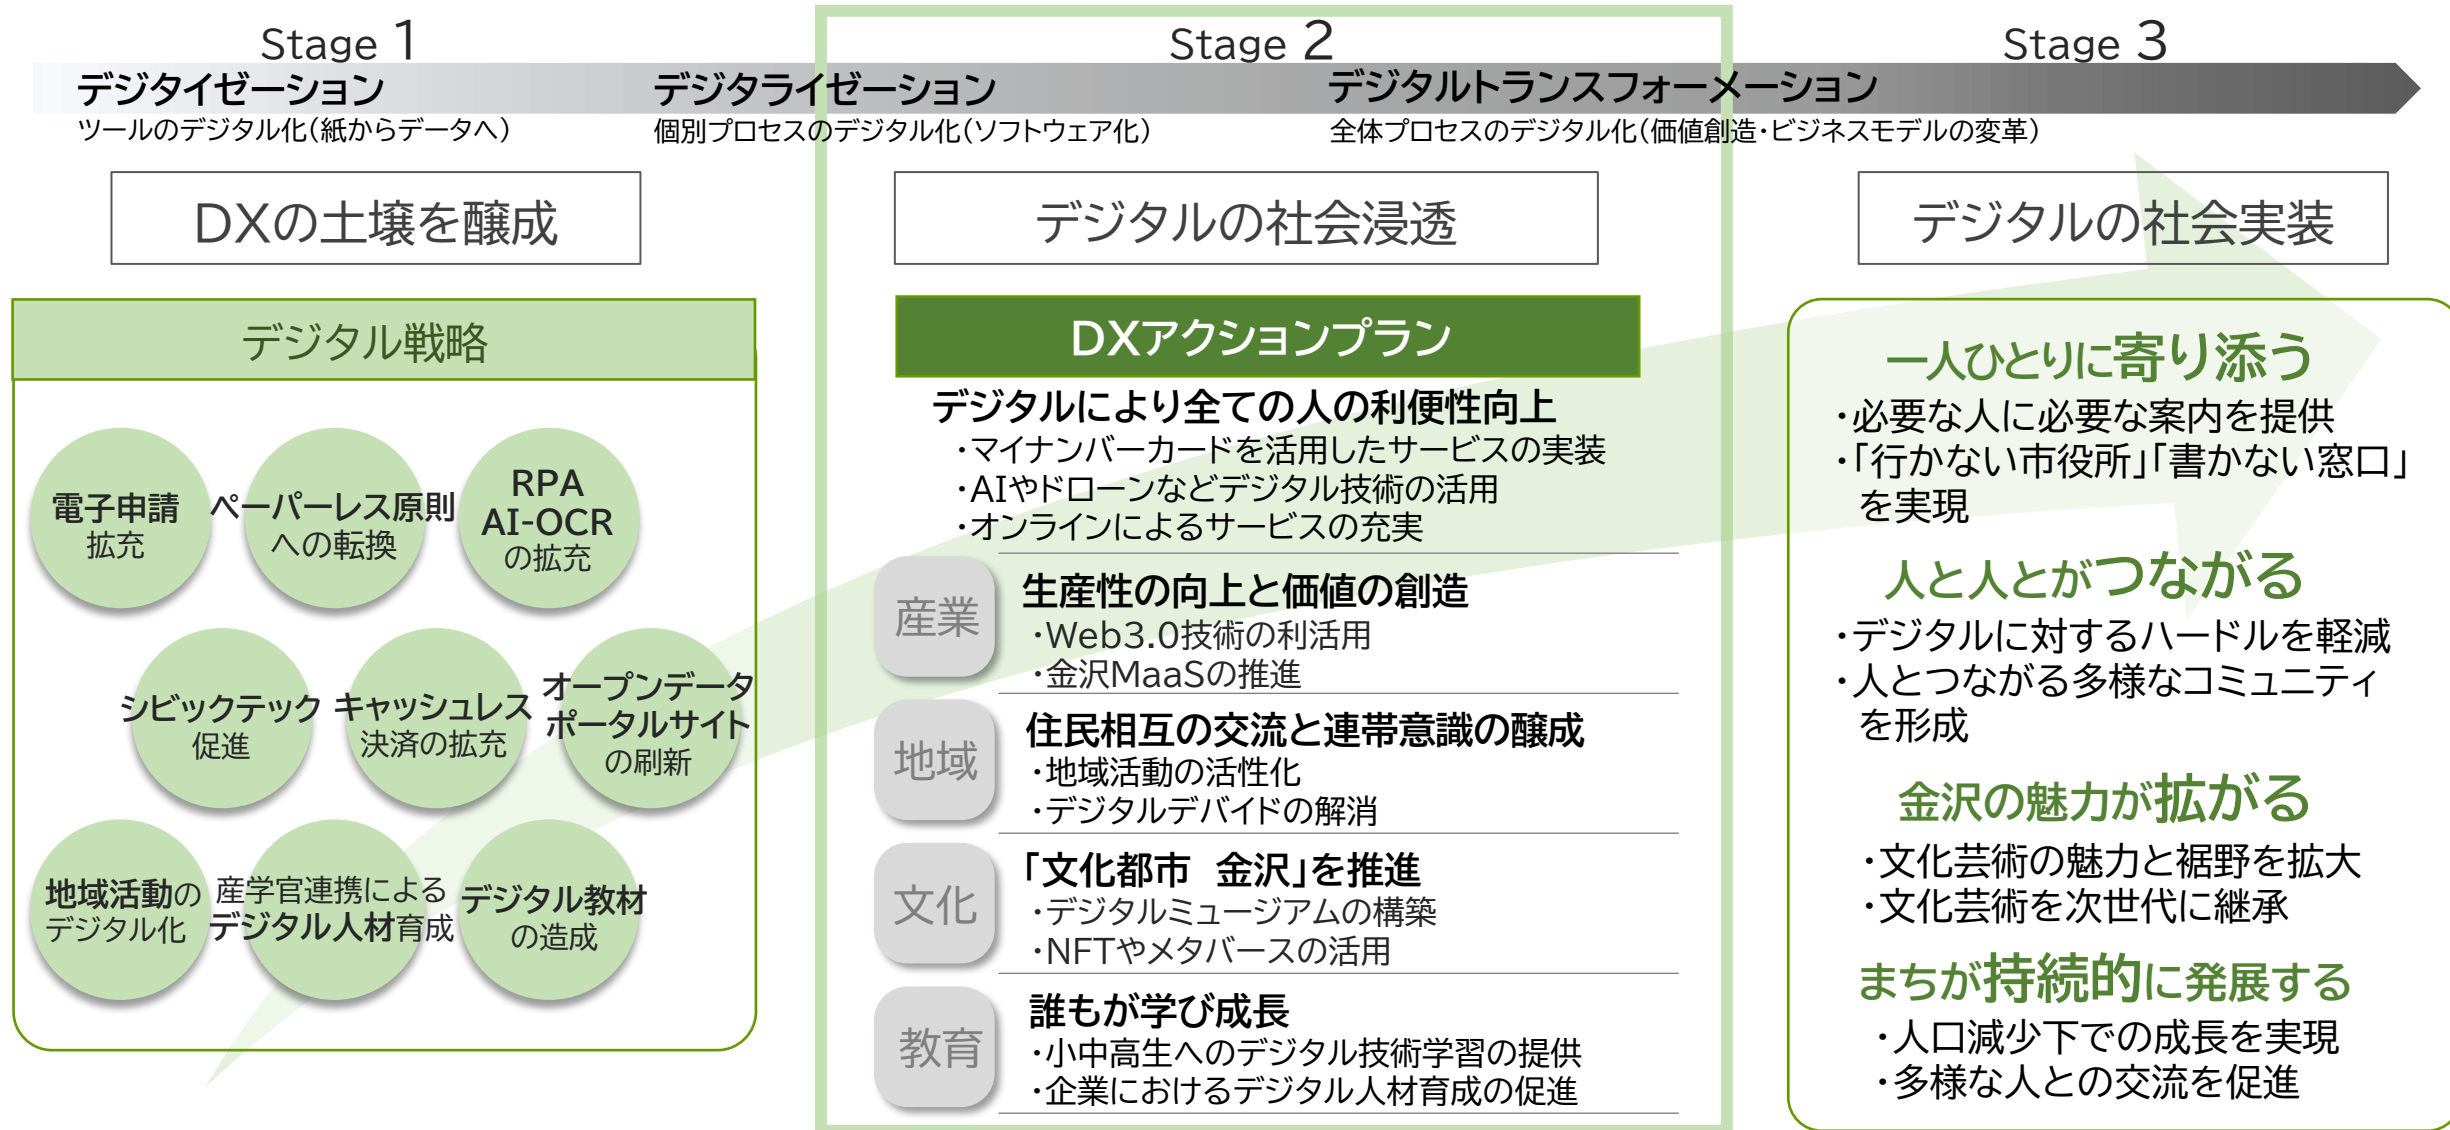 Stage 1
Stage 2
Stage 3
デジタイゼーション
ツールのデジタル化(紙からデータへ)
デジタライゼーション
個別プロセスのデジタル化(ソフトウェア化)
デジタルトランスフォーメーション
全体プロセスのデジタル化(価値創造・ビジネスモデルの変革)
DXの土壌を醸成
デジタル戦略
電子申請
拡充
ペーパーレス原則
への転換
RPA
AI-OCR
の拡充
シビックテック
促進
キャッシュレス
決済の拡充
オープンデータ
ポータルサイト
の刷新
地域活動の
デジタル化
産学官連携による
デジタル人材育成
デジタル教材
の造成
デジタルの社会浸透
DXアクションプラン
デジタルにより全ての人の利便性向上
・マイナンバーカードを活用したサービスの実装
・AIやドローンなどデジタル技術の活用
・オンラインによるサービスの充実
産業
生産性の向上と価値の創造
・Web3.0技術の利活用
・金沢MaaSの推進
地域
住民相互の交流と連帯意識の醸成
・地域活動の活性化
・デジタルデバイドの解消
文化
「文化都市　金沢」を推進
・デジタルミュージアムの構築
・NFTやメタバースの活用
教育
誰もが学び成長
・小中高生へのデジタル技術学習の提供
・企業におけるデジタル人材育成の促進
デジタルの社会実装
一人ひとりに寄り添う
・必要な人に必要な案内を提供
・「行かない市役所」「書かない窓口」
を実現
人と人とがつながる
・デジタルに対するハードルを軽減
・人とつながる多様なコミュニティ
を形成
金沢の魅力が拡がる
・文化芸術の魅力と裾野を拡大
・文化芸術を次世代に継承
まちが持続的に発展する
・人口減少下での成長を実現
・多様な人との交流を促進